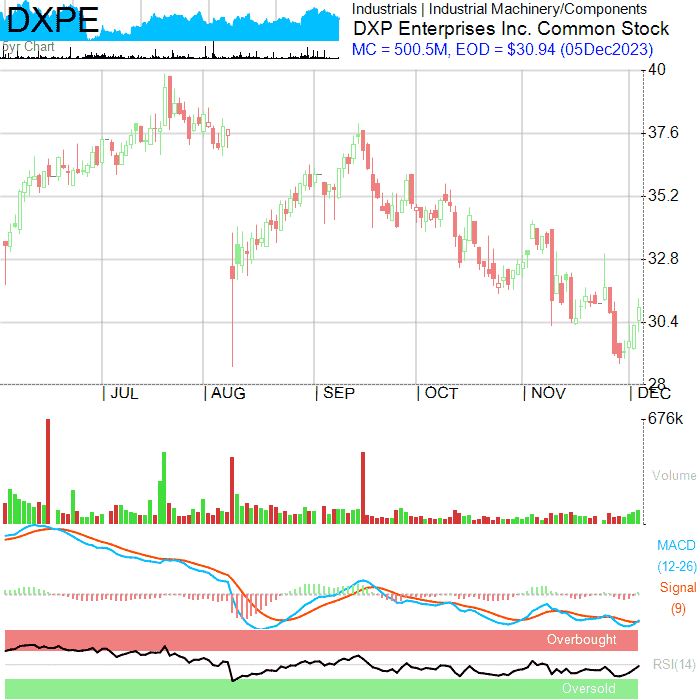 DXPE
5yr Chart
Industrials | Industrial Machinery/Components
DXP Enterprises Inc. Common Stock
MC = 500.5M, EOD = $30.94 (05Dec2023)
40
37.6
35.2
32.8
30.4
28
| JUL | AUG | SEP | OCT | NOV | DEC
676k
Volume
MACD
(12-26)
Signal
(9)
Overbought
RSI(14)
Oversold